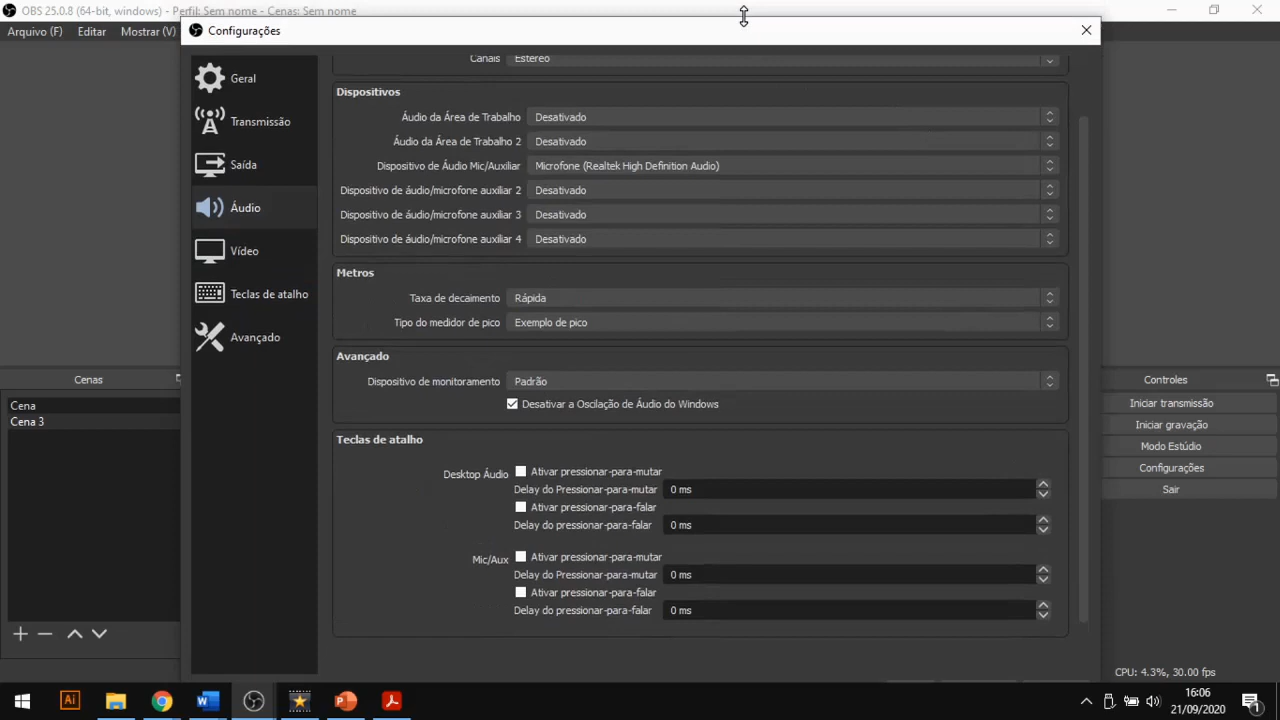 OBS 25.0.8 (64-bit, windows) - Perfil: Sem nome - Cenas: Sem nome
Arquivo (F) Editar Mostrar (V)
Configurações
Geral
Transmissão
Saída
Áudio
Vídeo
Teclas de atalho
Avançado
Canais Estéreo
Dispositivos
Áudio da Área de Trabalho Desativado
Áudio da Área de Trabalho 2 Desativado
Dispositivo de Áudio Mic/Auxiliar Microfone (Realtek High Definition Audio)
Dispositivo de áudio/microfone auxiliar 2 Desativado
Dispositivo de áudio/microfone auxiliar 3 Desativado
Dispositivo de áudio/microfone auxiliar 4 Desativado
Metros
Taxa de decaimento Rápida
Tipo do medidor de pico Exemplo de pico
Avançado
Dispositivo de monitoramento Padrão
Desativar a Oscilação de Áudio do Windows
Teclas de atalho
Desktop Áudio Ativar pressionar-para-mutar
Delay do Pressionar-para-mutar 0 ms
Ativar pressionar-para-falar
Delay do pressionar-para-falar 0 ms
Mic/Aux Ativar pressionar-para-mutar
Delay do Pressionar-para-mutar 0 ms
Ativar pressionar-para-falar
Delay do pressionar-para-falar 0 ms
Cenas
Cena
Cena 3
Controles
Iniciar transmissão
Iniciar gravação
Modo Estúdio
Configurações
Sair
CPU: 4.3%, 30.00 fps
Ai
16:06
21/09/2020
1